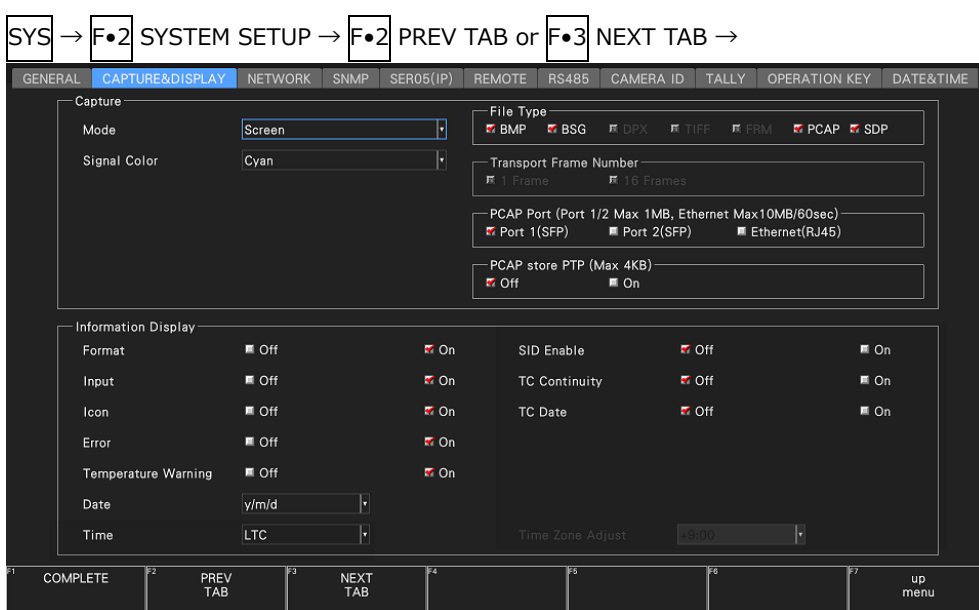 SYS → F•2 SYSTEM SETUP → F•2 PREV TAB or F•3 NEXT TAB →
GENERAL CAPTURE&DISPLAY NETWORK SNMP SER05(IP) REMOTE RS485 CAMERA ID TALLY OPERATION KEY DATE&TIME
Capture
Mode Screen
Signal Color Cyan
File Type
BMP BSG DPX TIFF FRM PCAP SDP
Transport Frame Number
1 Frame 16 Frames
PCAP Port (Port 1/2 Max 1MB, Ethernet Max10MB/60sec)
Port 1(SFP) Port 2(SFP) Ethernet(RJ45)
PCAP store PTP (Max 4KB)
Off On
Information Display
Format Off On SID Enable Off On
Input Off On TC Continuity Off On
Icon Off On TC Date Off On
Error Off On
Temperature Warning Off On
Date y/m/d
Time LTC Time Zone Adjust +9:00
F1 COMPLETE F2 PREV TAB F3 NEXT TAB F4 F5 F6 F7 up menu